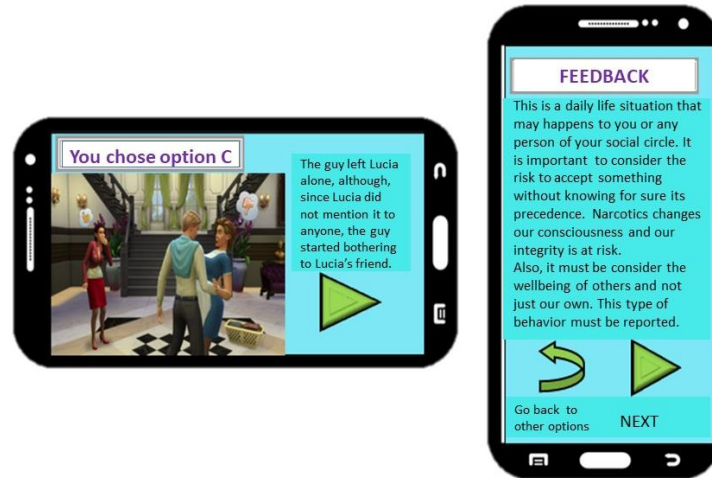 You chose option C
The guy left Lucia
alone, although,
since Lucia did
not mention it to
anyone, the guy
started bothering
to Lucia's friend.
FEEDBACK
This is a daily life situation that
may happens to you or any
person of your social circle. It
is important to consider the
risk to accept something
without knowing for sure its
precedence. Narcotics changes
our consciousness and our
integrity is at risk.
Also, it must be consider the
wellbeing of others and not
just our own. This type of
behavior must be reported.
Go back to
other options
NEXT